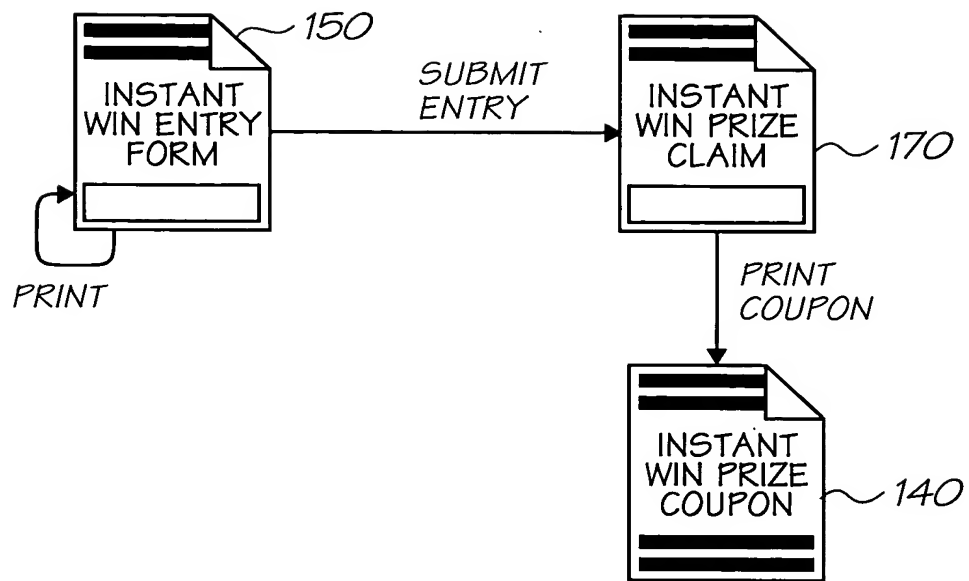 150
INSTANT
WIN ENTRY
FORM
PRINT
SUBMIT
ENTRY
INSTANT
WIN PRIZE
CLAIM
170
PRINT
COUPON
INSTANT
WIN PRIZE
COUPON
140